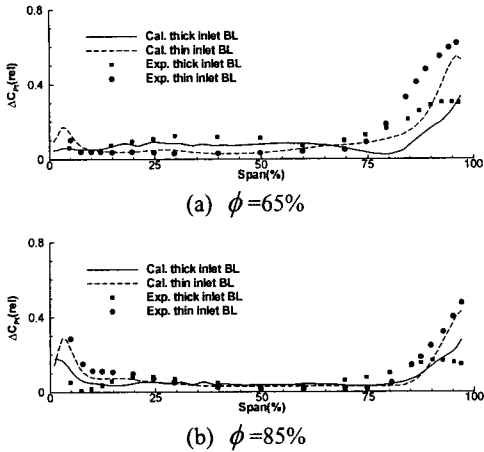 0.8
Cal. thick inlet BL
Cal. thin inlet BL
Exp. thick inlet BL
Exp. thin inlet BL
ΔC_Pt(rel)
0.4
0
0 25 50 75 100
Span(%)
(a) ϕ=65%
0.8
Cal. thick inlet BL
Cal. thin inlet BL
Exp. thick inlet BL
Exp. thin inlet BL
ΔC_Pt(rel)
0.4
0
0 25 50 75 100
Span(%)
(b) ϕ=85%